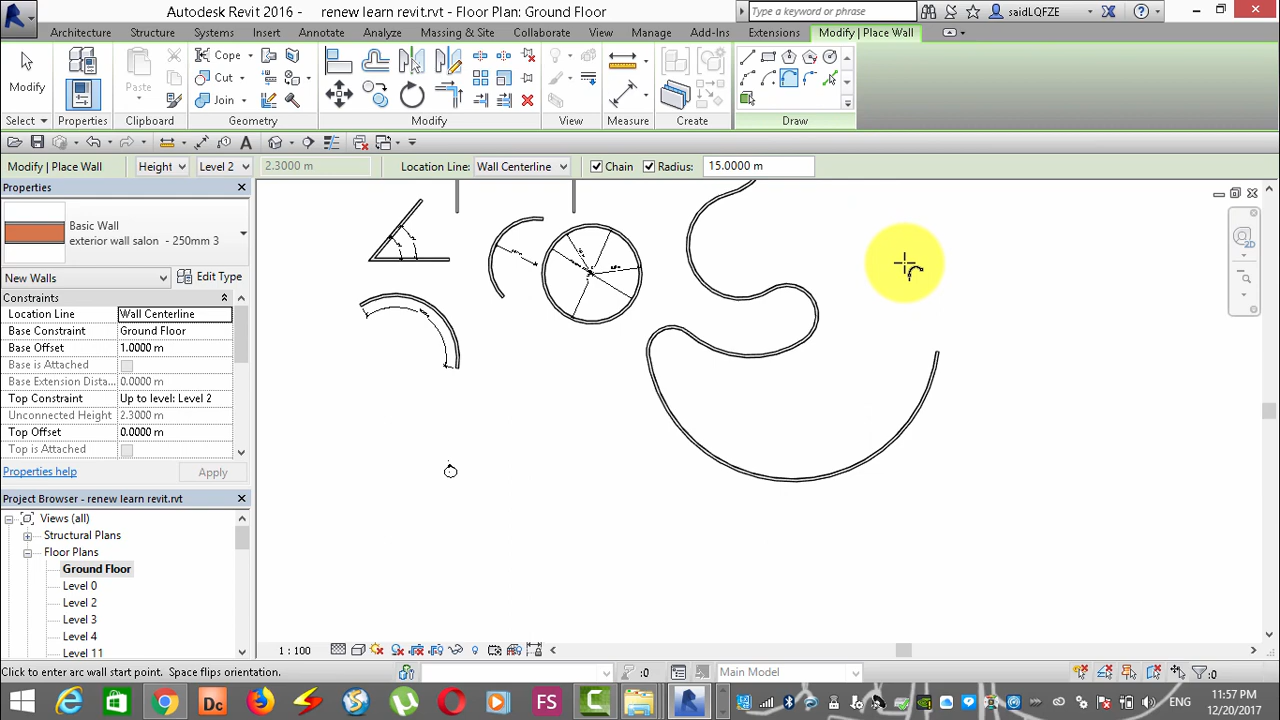 Autodesk Revit 2016 - renew learn revit.rvt - Floor Plan: Ground Floor
Type a keyword or phrase
saidLQFZE
Architecture Structure Systems Insert Annotate Analyze Massing & Site Collaborate View Manage Add-Ins Extensions Modify | Place Wall
Cope
Cut
Join
Modify
Paste
Select Properties Clipboard Geometry Modify View Measure Create Draw
Modify | Place Wall Height Level 2 2.3000 m Location Line: Wall Centerline Chain Radius: 15.0000 m
Properties
Basic Wall
exterior wall salon - 250mm 3
New Walls Edit Type
Constraints
Location Line Wall Centerline
Base Constraint Ground Floor
Base Offset 1.0000 m
Base is Attached
Base Extension Dista... 0.0000 m
Top Constraint Up to level: Level 2
Unconnected Height 2.3000 m
Top Offset 0.0000 m
Top is Attached
Properties help Apply
Project Browser - renew learn revit.rvt
Views (all)
Structural Plans
Floor Plans
Ground Floor
Level 0
Level 2
Level 3
Level 4
Level 11
2D
1 : 100
Click to enter arc wall start point. Space flips orientation.
:0
Main Model
:0
Dc
FS
ENG
11:57 PM
12/20/2017